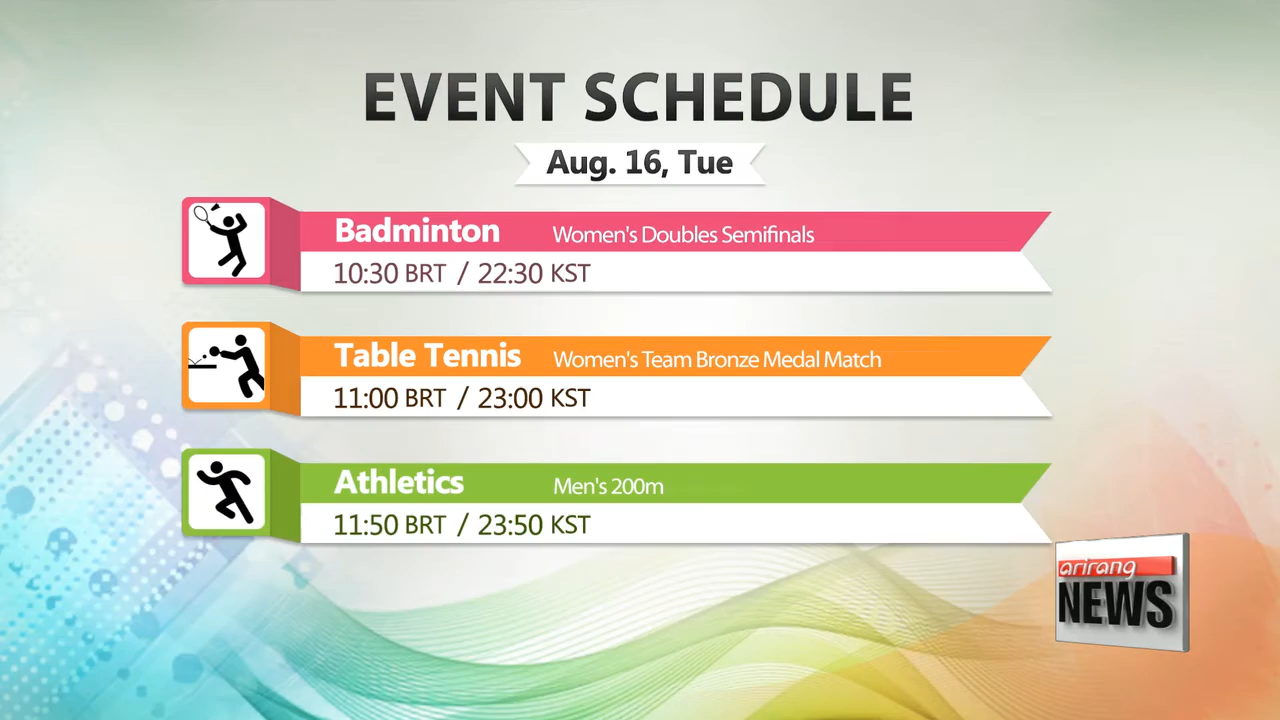 EVENT SCHEDULE
Aug. 16, Tue
Badminton Women's Doubles Semifinals
10:30 BRT / 22:30 KST
Table Tennis Women's Team Bronze Medal Match
11:00 BRT / 23:00 KST
Athletics Men's 200m
11:50 BRT / 23:50 KST
arirang
NEWS